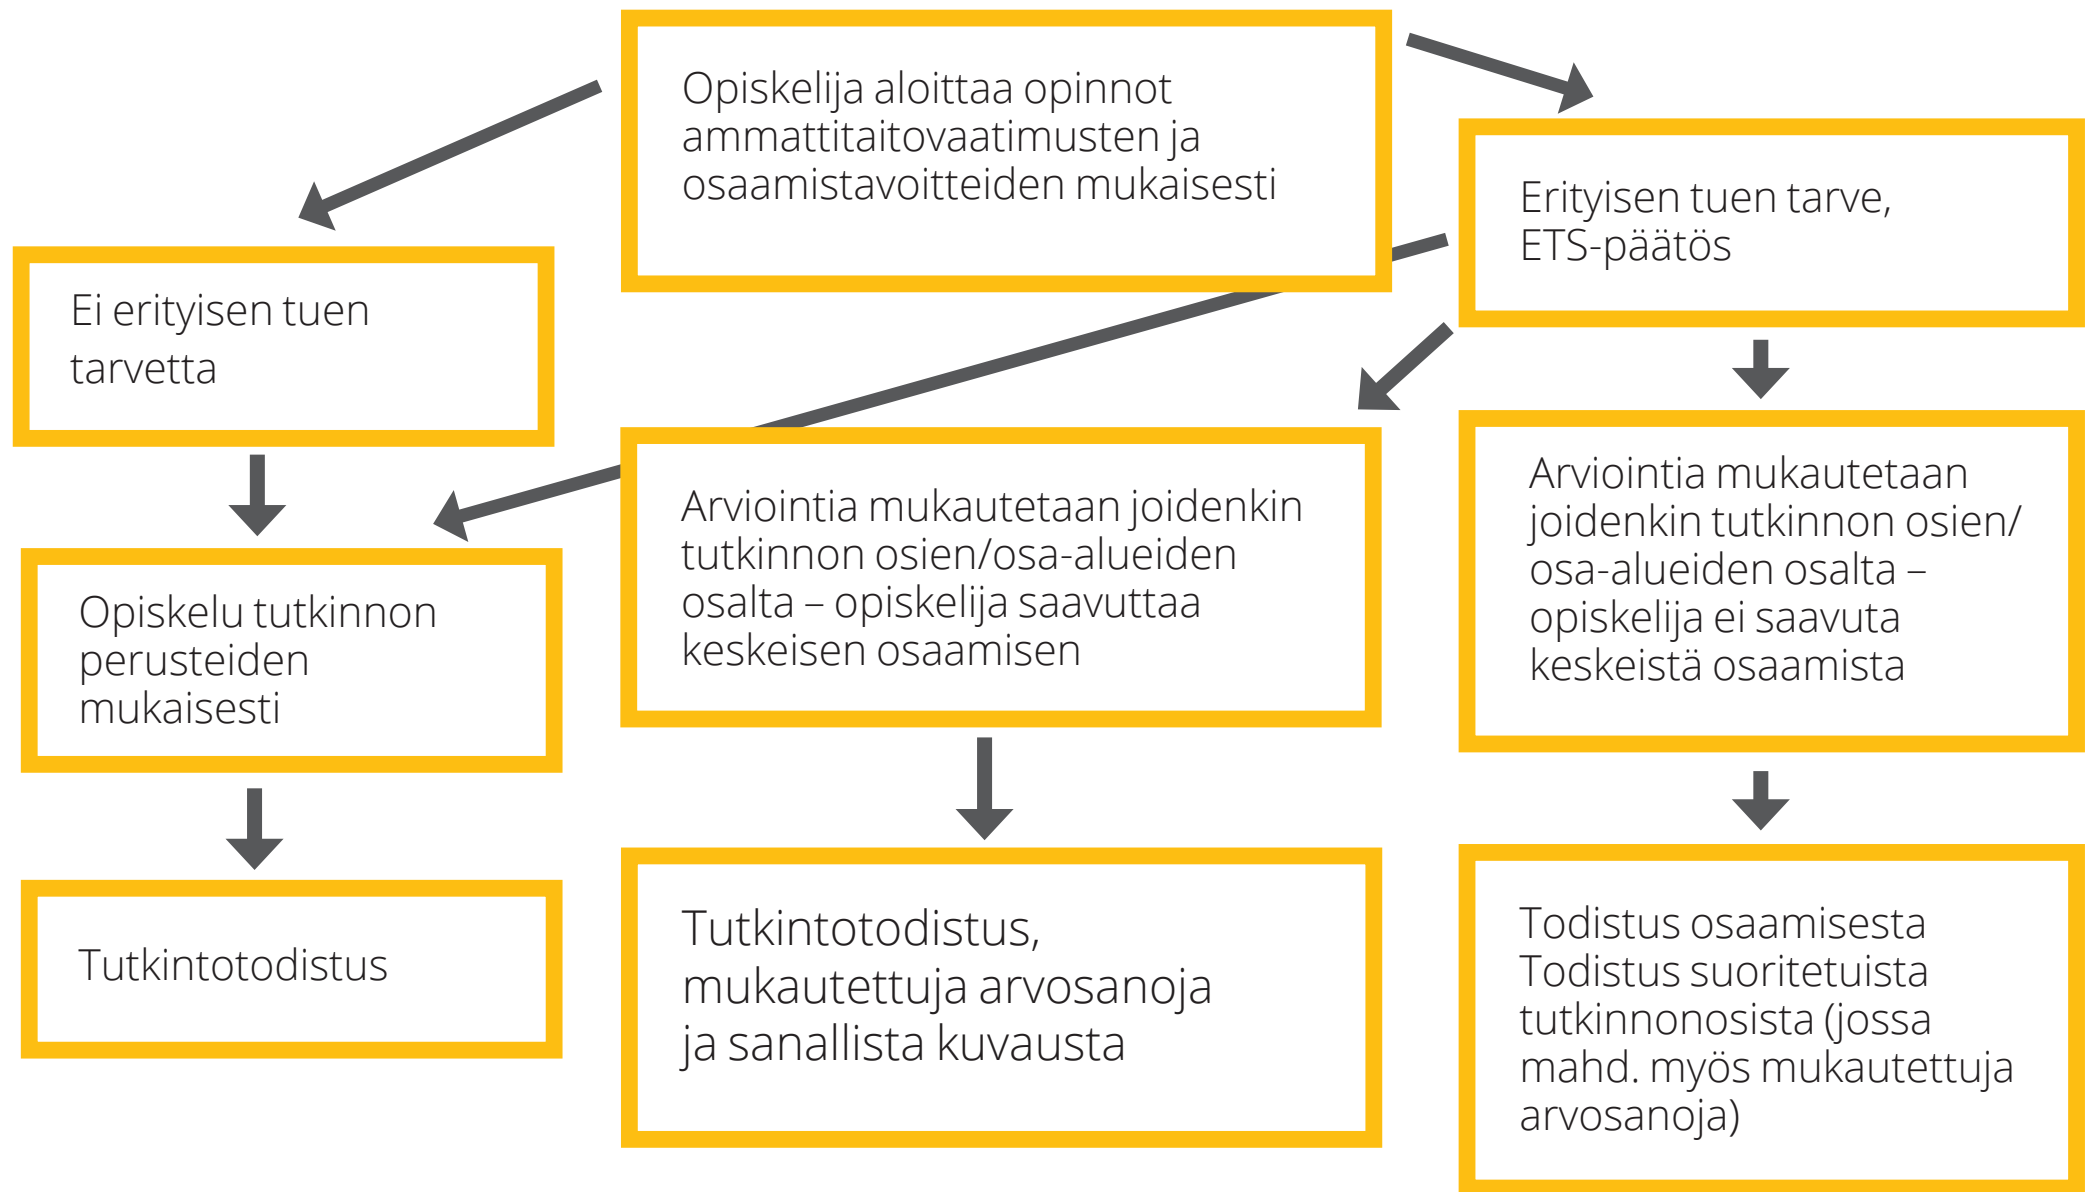 Opiskelija aloittaa opinnot
ammattitaitovaatimusten ja
osaamistavoitteiden mukaisesti
Erityisen tuen tarve,
ETS-päätös
Ei erityisen tuen
tarvetta
Arviointia mukautetaan joidenkin
tutkinnon osien/osa-alueiden
osalta – opiskelija saavuttaa
keskeisen osaamisen
Arviointia mukautetaan
joidenkin tutkinnon osien/
osa-alueiden osalta –
opiskelija ei saavuta
keskeistä osaamista
Opiskelu tutkinnon
perusteiden
mukaisesti
Tutkintotodistus
Tutkintotodistus,
mukautettuja arvosanoja
ja sanallista kuvausta
Todistus osaamisesta
Todistus suoritetuista
tutkinnonosista (jossa
mahd. myös mukautettuja
arvosanoja)